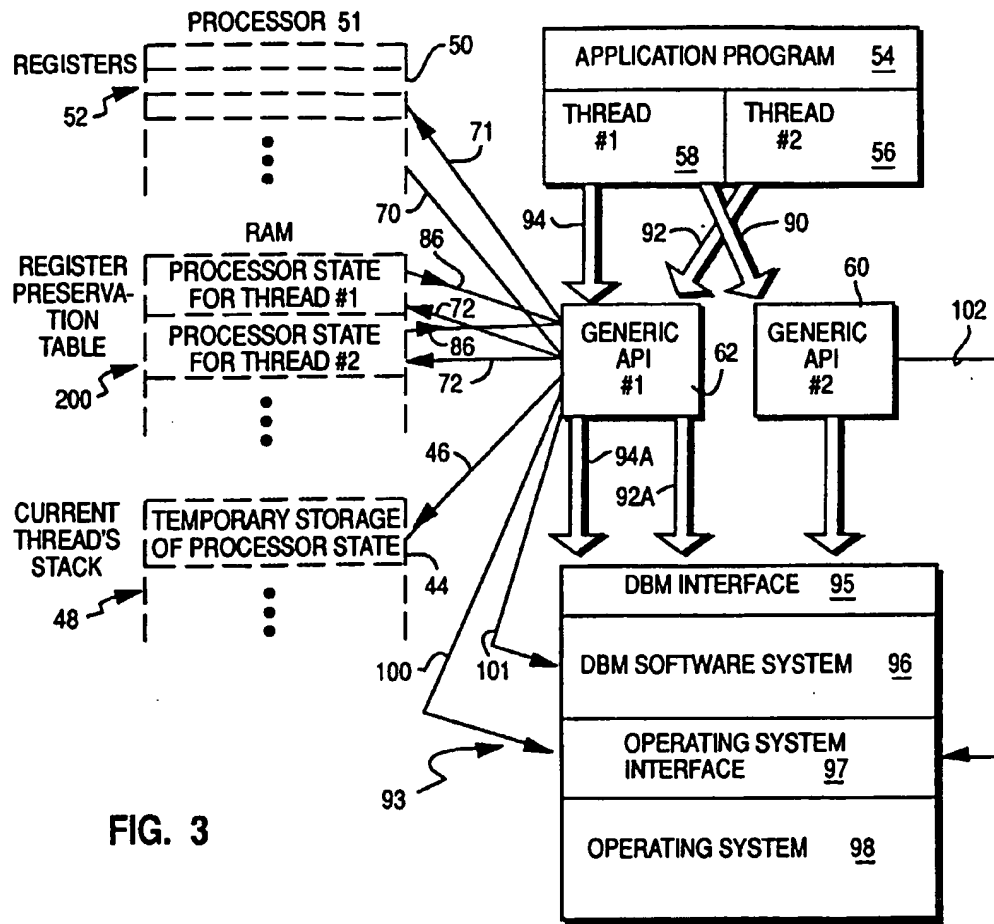 PROCESSOR 51
50
REGISTERS
52
71
70
RAM
REGISTER
PRESERVA-
TION
TABLE
200
PROCESSOR STATE
FOR THREAD #1
PROCESSOR STATE
FOR THREAD #2
86
72
86
72
46
CURRENT
THREAD'S
STACK
48
TEMPORARY STORAGE
OF PROCESSOR STATE
44
100
101
93
APPLICATION PROGRAM 54
THREAD
#1
58
THREAD
#2
56
94
92
90
60
102
GENERIC
API
#1
62
GENERIC
API
#2
94A
92A
DBM INTERFACE 95
DBM SOFTWARE SYSTEM 96
OPERATING SYSTEM
INTERFACE 97
OPERATING SYSTEM 98
FIG. 3